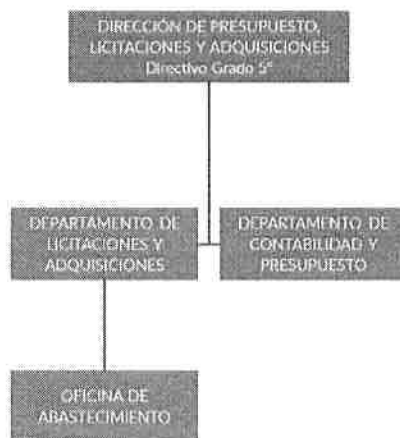 DIRECCIÓN DE PRESUPUESTO,
LICITACIONES Y ADQUISICIONES
Directivo Grado 5°
DEPARTAMENTO DE
LICITACIONES Y
ADQUISICIONES
DEPARTAMENTO DE
CONTABILIDAD Y
PRESUPUESTO
OFICINA DE
ABASTECIMIENTO